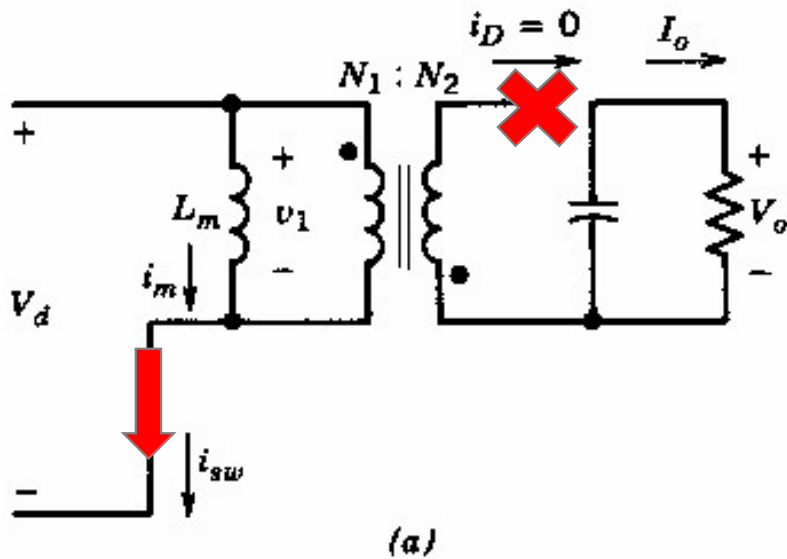 i_D = 0
I_o
N_1 : N_2
+
+
+
L_m
v_1
V_o
i_m
−
−
V_d
i_sw
−
(a)